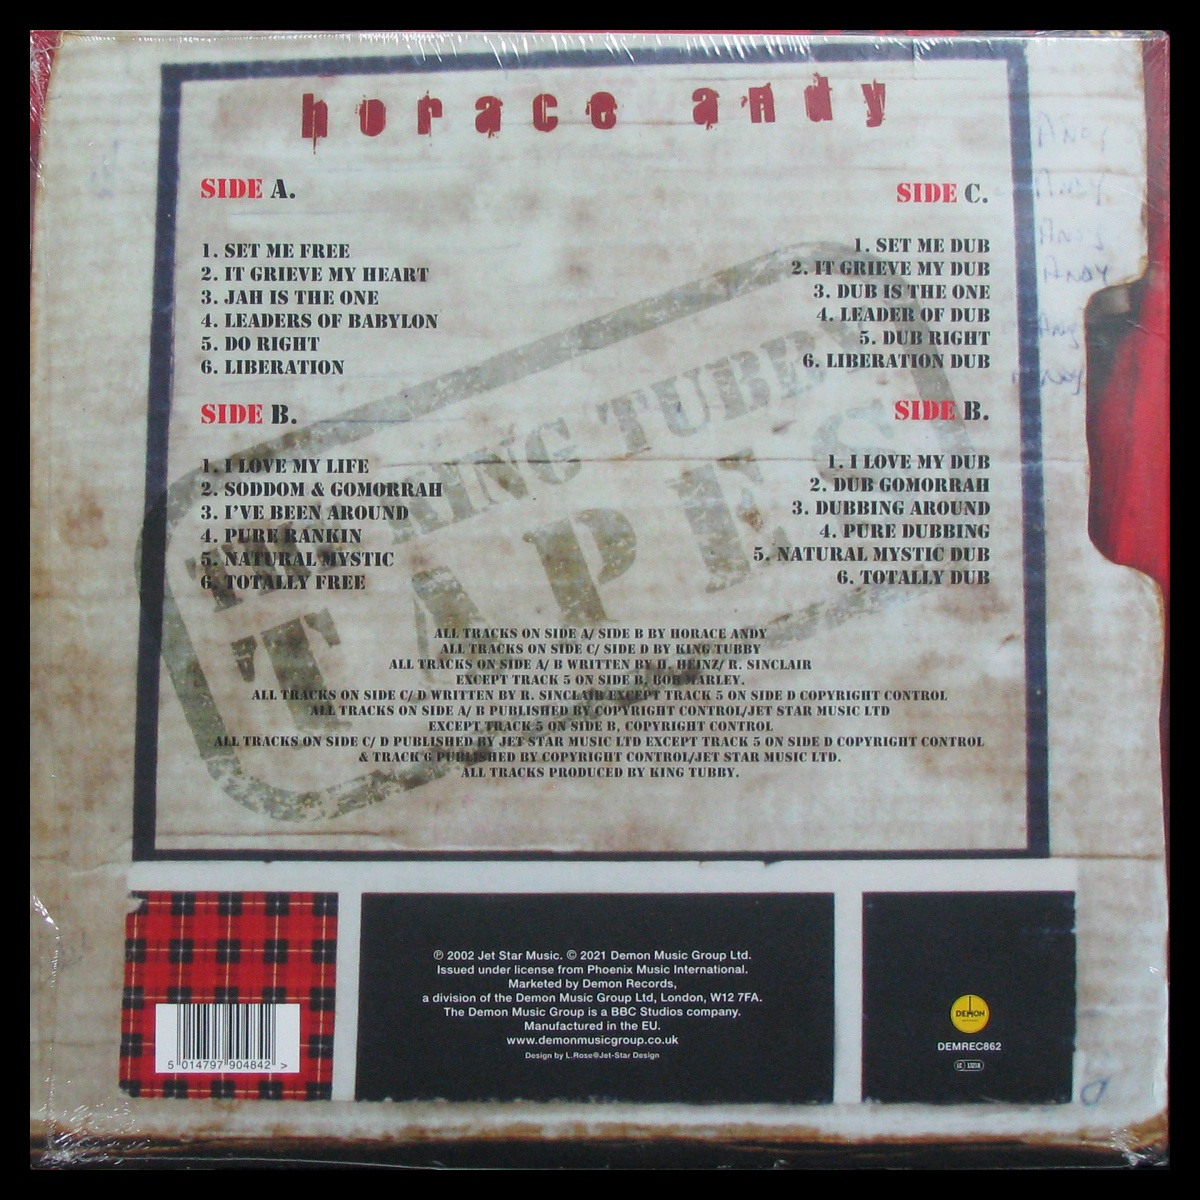 horace andy
SIDE A.
1. SET ME FREE
2. IT GRIEVE MY HEART
3. JAH IS THE ONE
4. LEADERS OF BABYLON
5. DO RIGHT
6. LIBERATION
SIDE B.
1. I LOVE MY LIFE
2. SODDOM & GOMORRAH
3. I'VE BEEN AROUND
4. PURE RANKIN
5. NATURAL MYSTIC
6. TOTALLY FREE
SIDE C.
1. SET ME DUB
2. IT GRIEVE MY DUB
3. DUB IS THE ONE
4. LEADER OF DUB
5. DUB RIGHT
6. LIBERATION DUB
SIDE B.
1. I LOVE MY DUB
2. DUB GOMORRAH
3. DUBBING AROUND
4. PURE DUBBING
5. NATURAL MYSTIC DUB
6. TOTALLY DUB
THE KING TUBBY
TAPES
ALL TRACKS ON SIDE A/ SIDE B BY HORACE ANDY
ALL TRACKS ON SIDE C/ SIDE D BY KING TUBBY
ALL TRACKS ON SIDE A/ B WRITTEN BY H. HEINZ/ R. SINCLAIR
EXCEPT TRACK 5 ON SIDE B, BOB MARLEY.
ALL TRACKS ON SIDE C/ D WRITTEN BY R. SINCLAIR EXCEPT TRACK 5 ON SIDE D COPYRIGHT CONTROL
ALL TRACKS ON SIDE A/ B PUBLISHED BY COPYRIGHT CONTROL/JET STAR MUSIC LTD
EXCEPT TRACK 5 ON SIDE B, COPYRIGHT CONTROL
ALL TRACKS ON SIDE C/ D PUBLISHED BY JET STAR MUSIC LTD EXCEPT TRACK 5 ON SIDE D COPYRIGHT CONTROL
& TRACK 6 PUBLISHED BY COPYRIGHT CONTROL/JET STAR MUSIC LTD.
ALL TRACKS PRODUCED BY KING TUBBY.
5 014797 904842 >
℗ 2002 Jet Star Music. © 2021 Demon Music Group Ltd.
Issued under license from Phoenix Music International.
Marketed by Demon Records,
a division of the Demon Music Group Ltd, London, W12 7FA.
The Demon Music Group is a BBC Studios company.
Manufactured in the EU.
www.demonmusicgroup.co.uk
Design by L.Rose@Jet-Star Design
DEMON
DEMREC862